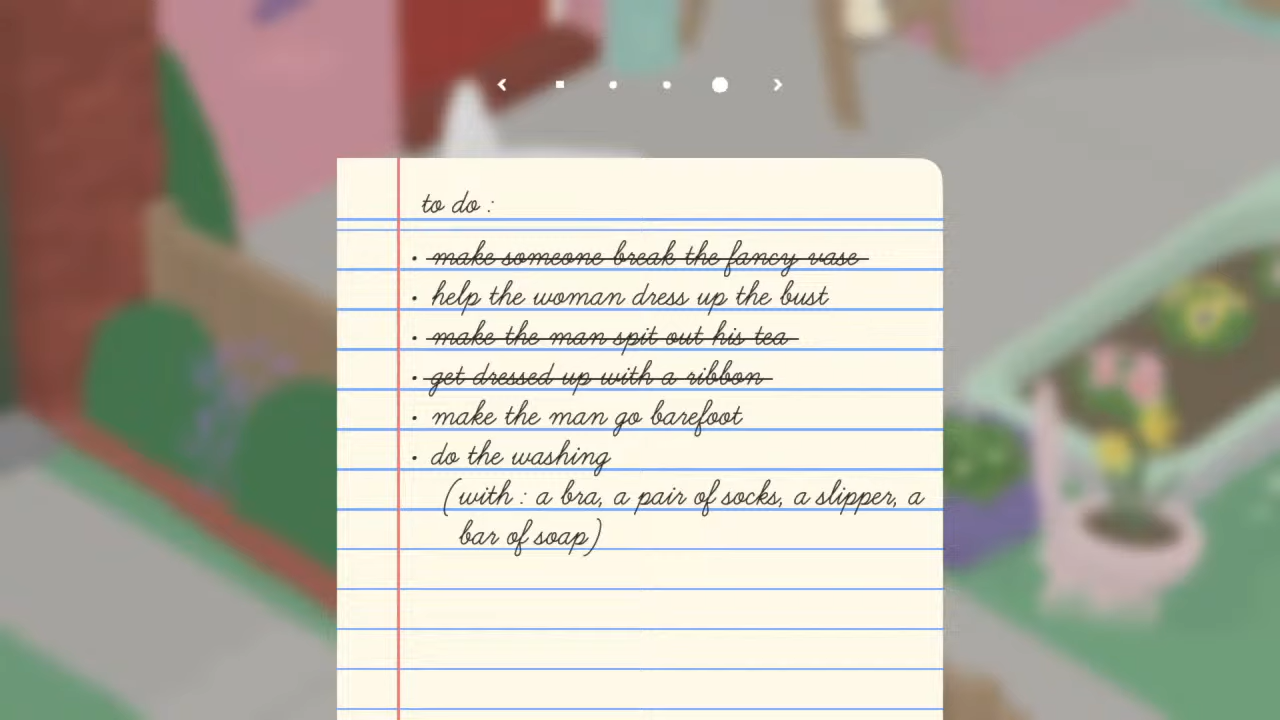 to do :
• make someone break the fancy vase
• help the woman dress up the bust
• make the man spit out his tea
• get dressed up with a ribbon
• make the man go barefoot
• do the washing
(with : a bra, a pair of socks, a slipper, a
bar of soap)